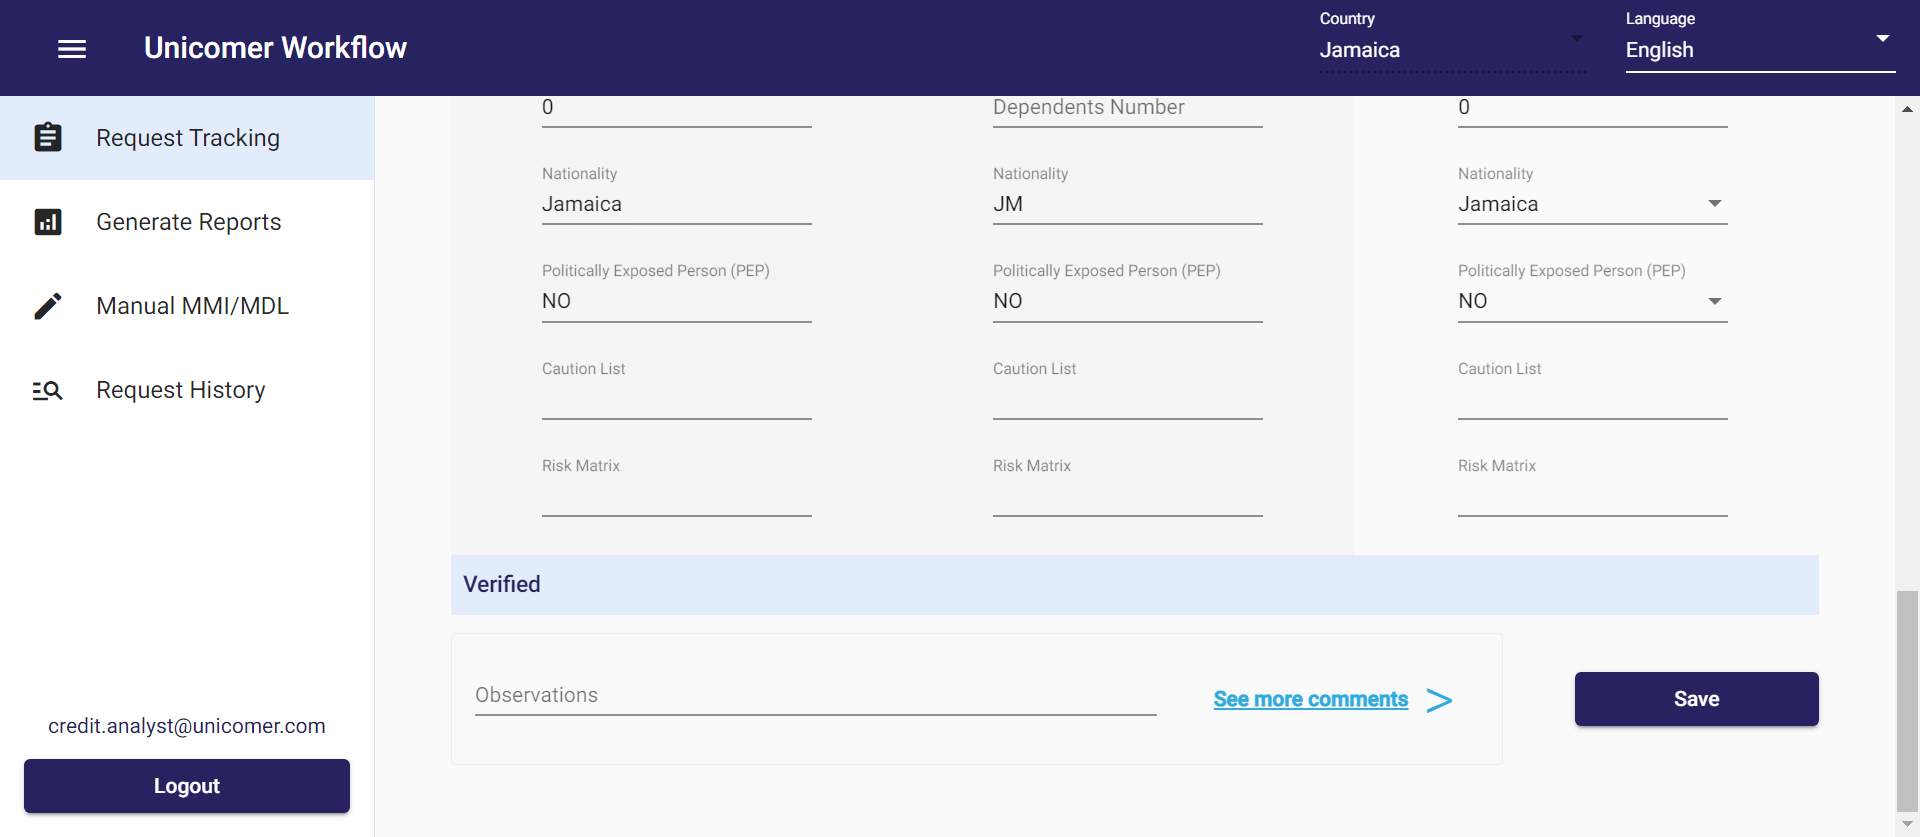 Unicomer Workflow
Country
Jamaica
Language
English
Request Tracking
Generate Reports
Manual MMI/MDL
Request History
credit.analyst@unicomer.com
Logout
0
Dependents Number
0
Nationality
Jamaica
Nationality
JM
Nationality
Jamaica
Politically Exposed Person (PEP)
NO
Politically Exposed Person (PEP)
NO
Politically Exposed Person (PEP)
NO
Caution List
Caution List
Caution List
Risk Matrix
Risk Matrix
Risk Matrix
Verified
Observations
See more comments >
Save